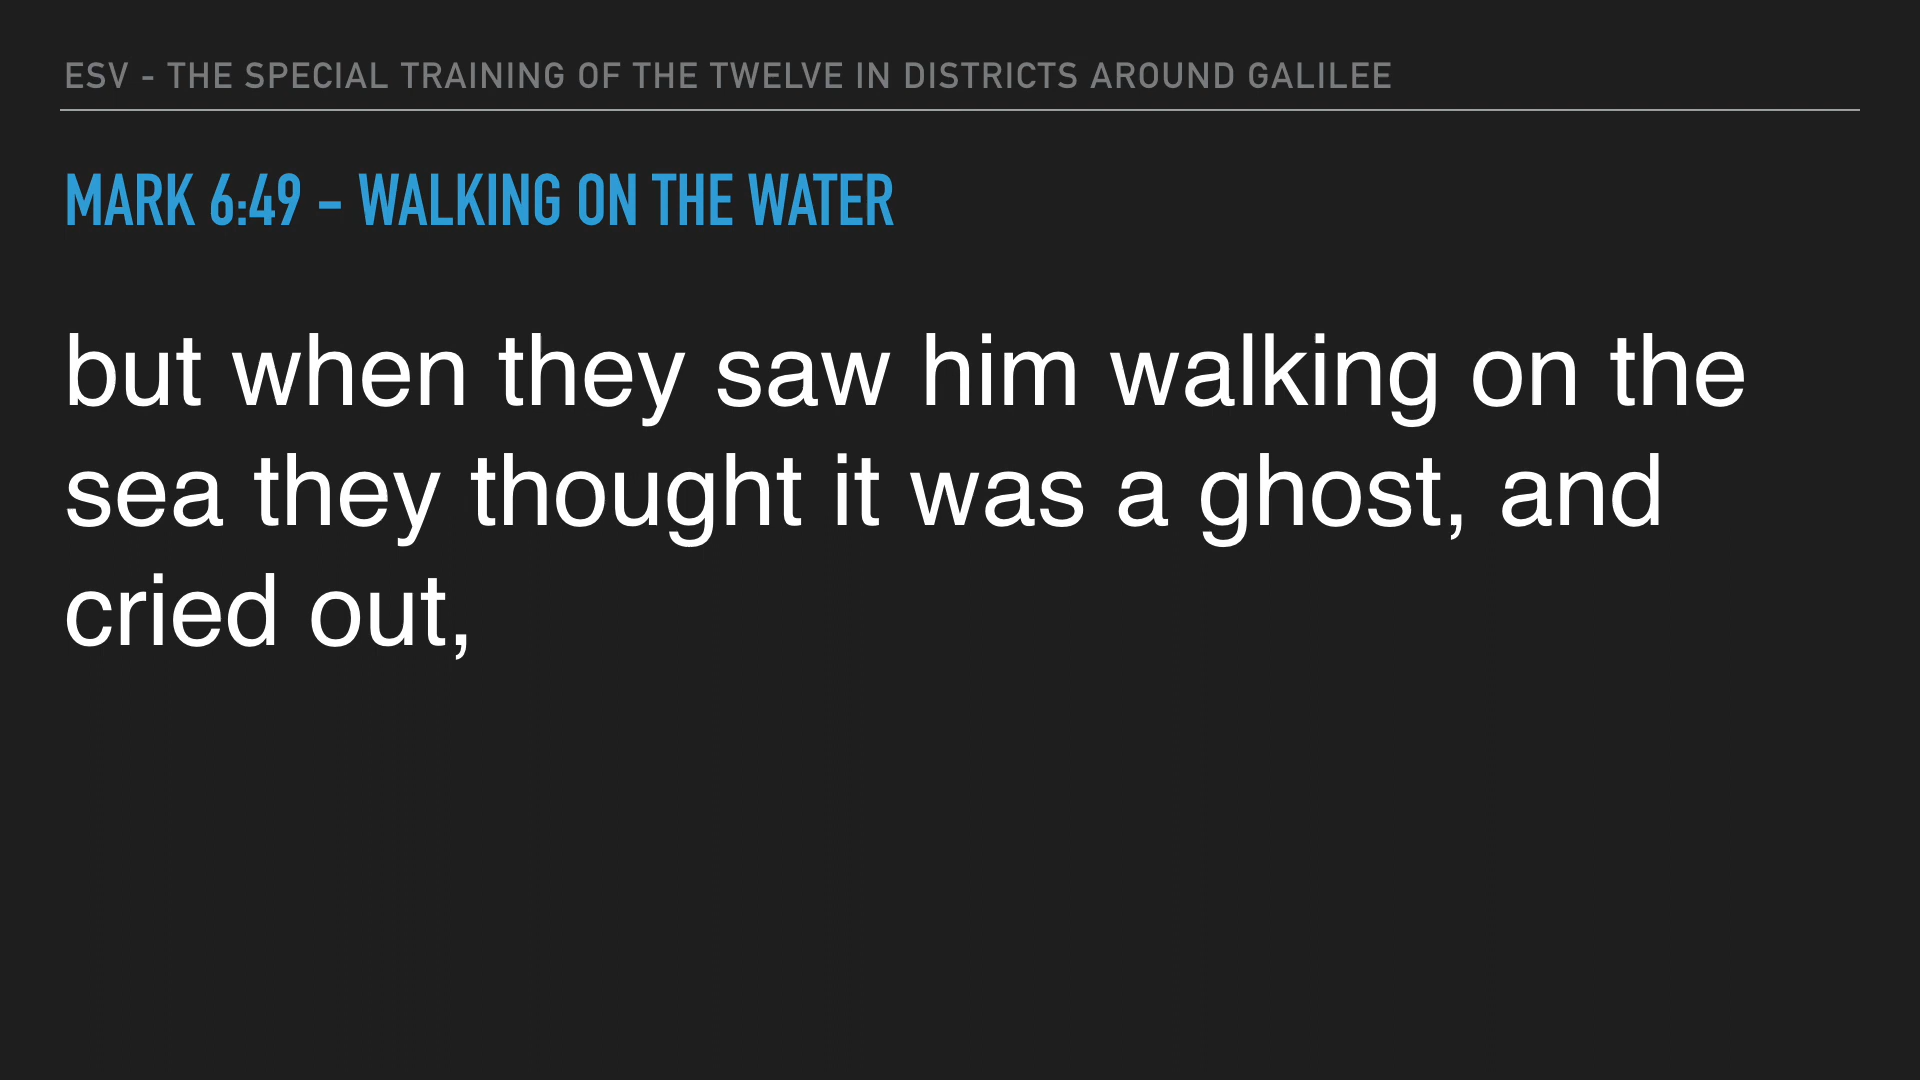 ESV - THE SPECIAL TRAINING OF THE TWELVE IN DISTRICTS AROUND GALILEE
MARK 6:49 - WALKING ON THE WATER
but when they saw him walking on the
sea they thought it was a ghost, and
cried out,